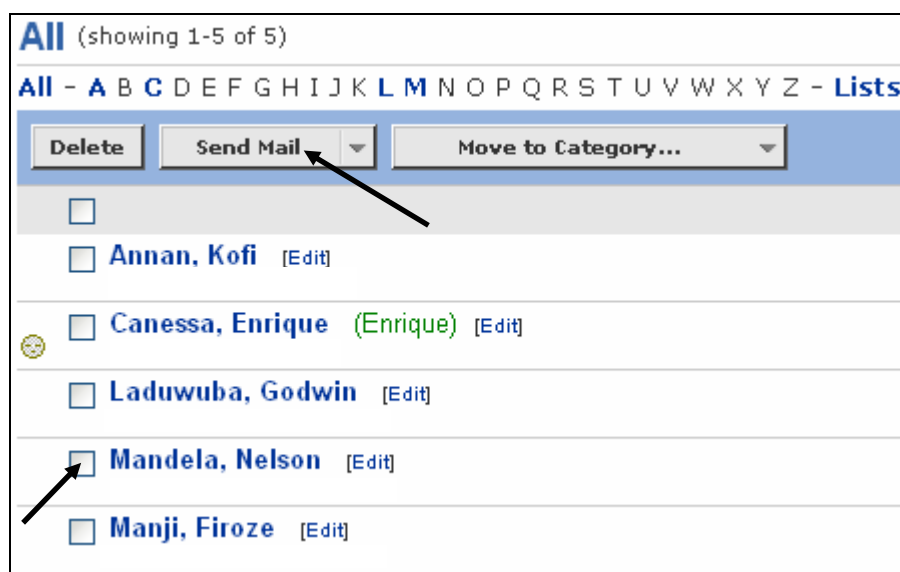 All (showing 1-5 of 5)
All - A B C D E F G H I J K L M N O P Q R S T U V W X Y Z - Lists
Delete Send Mail Move to Category...
Annan, Kofi [Edit]
Canessa, Enrique (Enrique) [Edit]
Laduwuba, Godwin [Edit]
Mandela, Nelson [Edit]
Manji, Firoze [Edit]